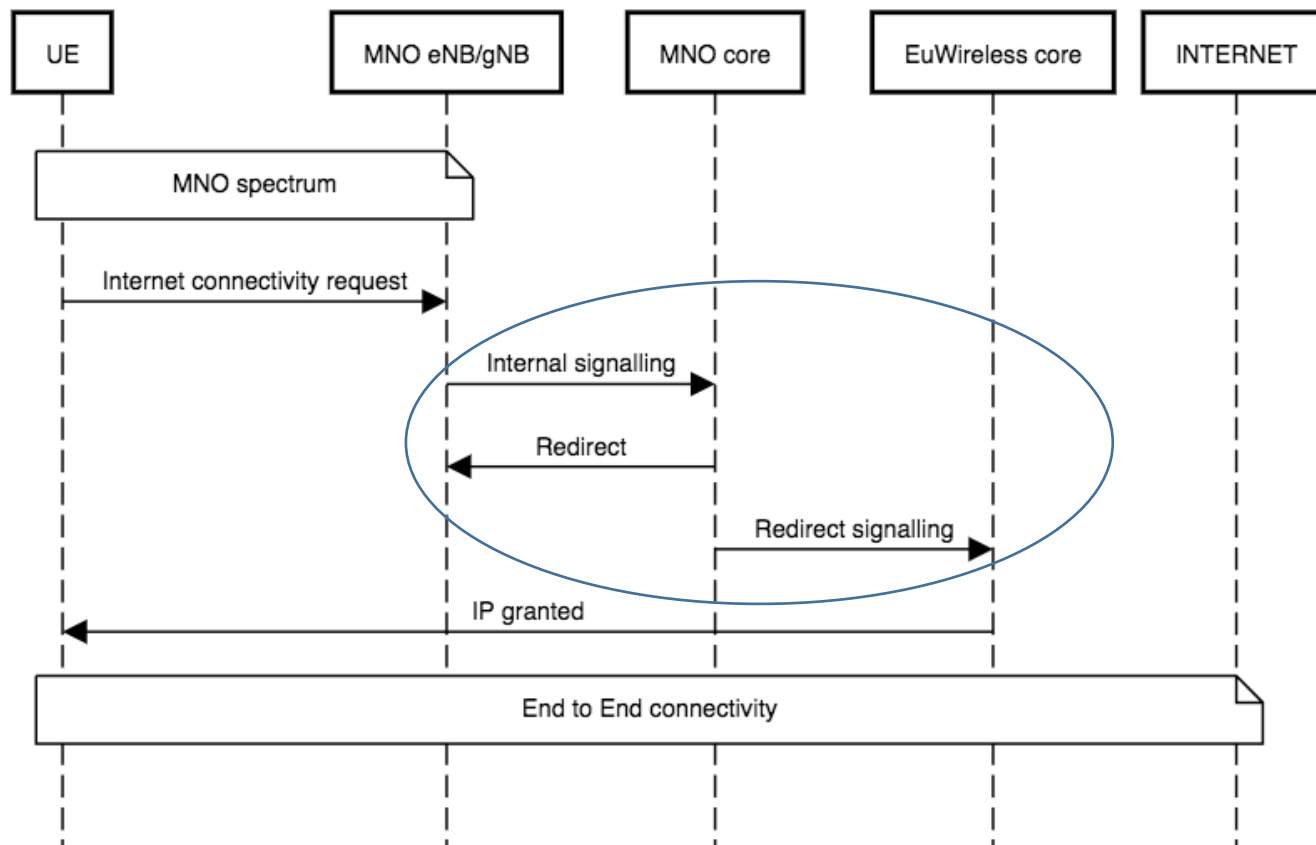 UE
MNO eNB/gNB
MNO core
EuWireless core
INTERNET
MNO spectrum
Internet connectivity request
Internal signalling
Redirect
Redirect signalling
IP granted
End to End connectivity